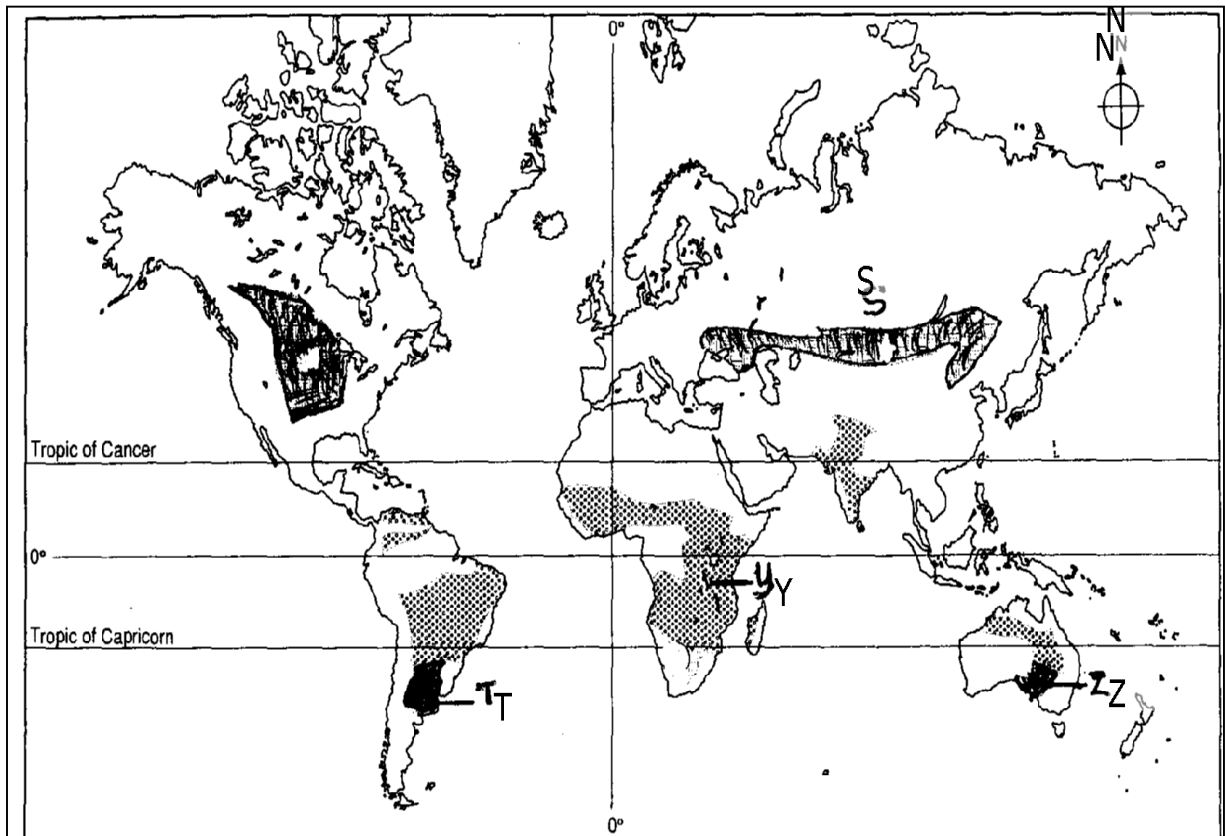 0°
N
N N
S
S
Tropic of Cancer
0°
y Y
Tropic of Capricorn
T T
Z Z
0°